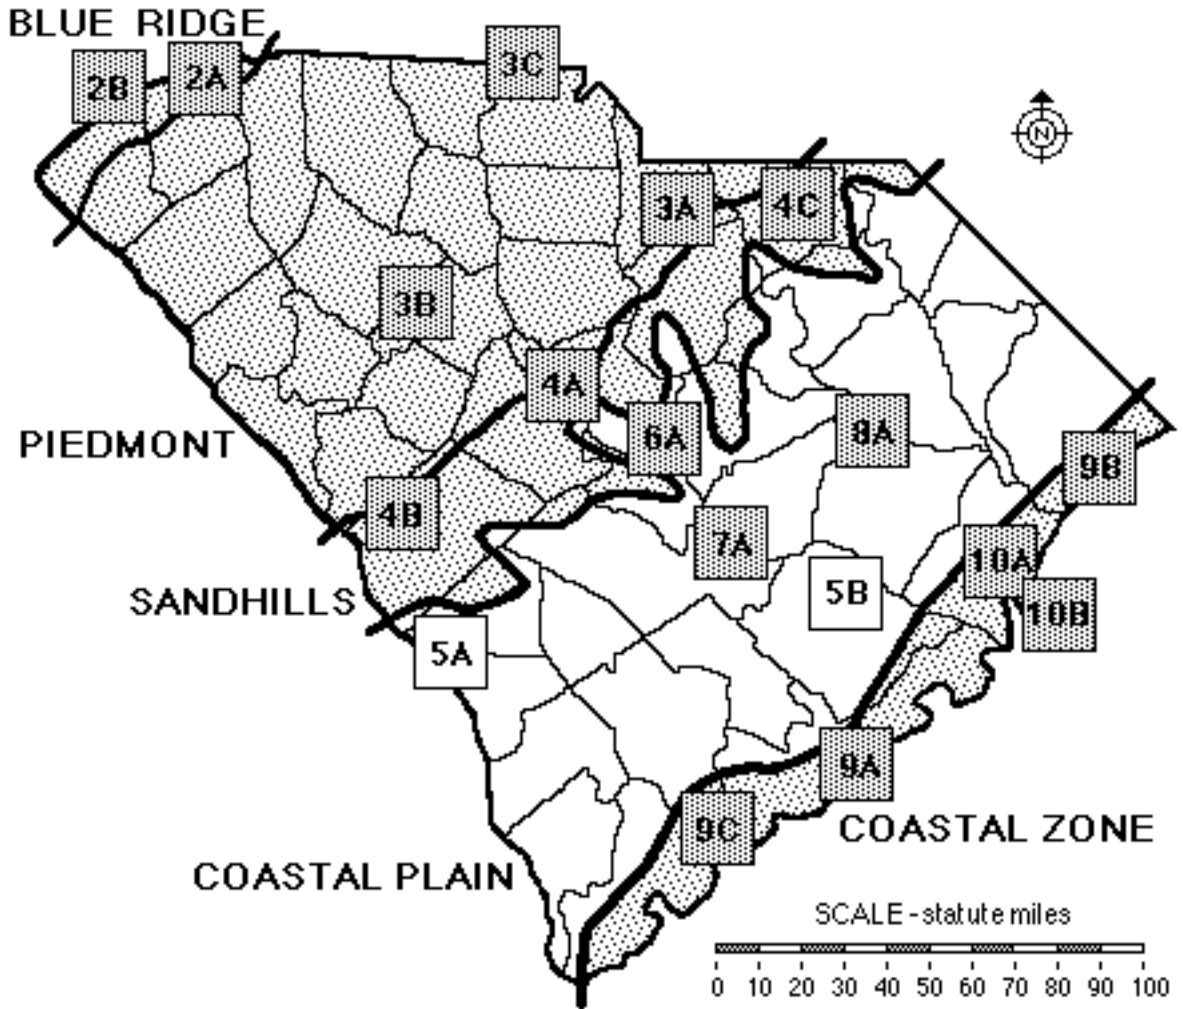 BLUE RIDGE
3C
2A
2B
N
3A
4C
3B
4A
6A
8A
PIEDMONT
9B
4B
7A
10A
5B
SANDHILLS
10B
5A
9A
9C
COASTAL ZONE
COASTAL PLAIN
SCALE - statute miles
0 10 20 30 40 50 60 70 80 90 100